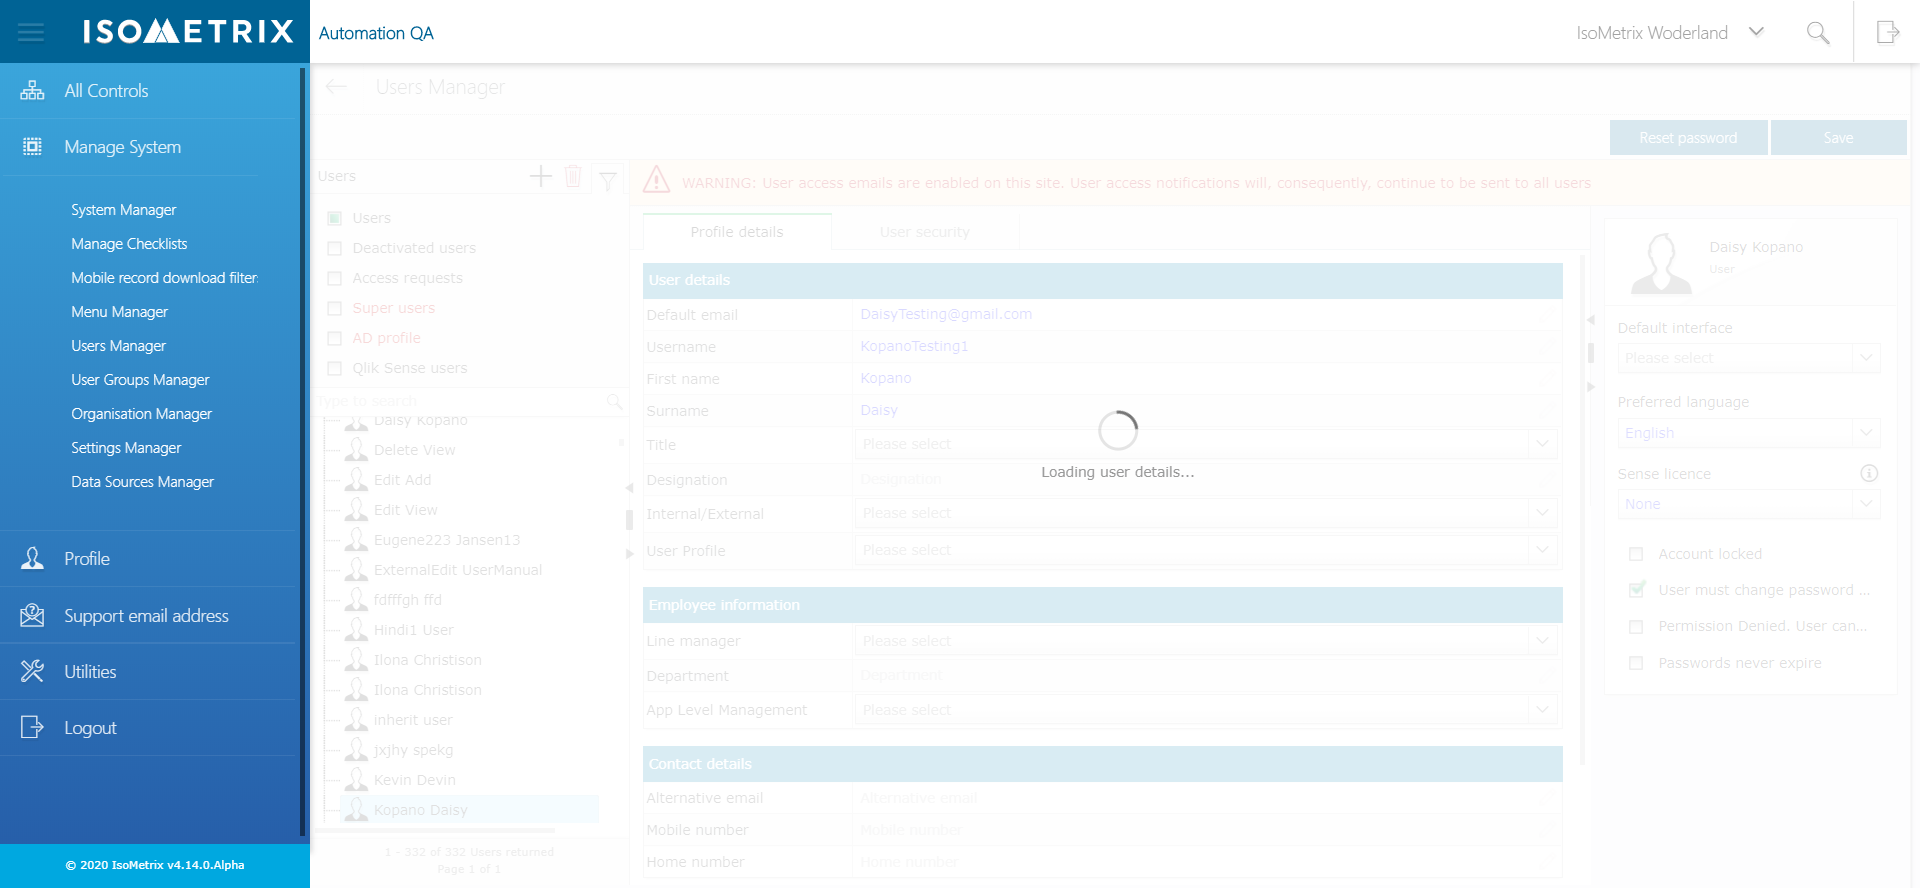 ISOMETRIX
Automation QA
IsoMetrix Woderland
All Controls
Manage System
System Manager
Manage Checklists
Mobile record download filter
Menu Manager
Users Manager
User Groups Manager
Organisation Manager
Settings Manager
Data Sources Manager
Profile
Support email address
Utilities
Logout
© 2020 IsoMetrix v4.14.0.Alpha
Users Manager
Reset password
Save
Users
Users
Deactivated users
Access requests
Super users
AD profile
Qlik Sense users
Type to search
Daisy Kopano
Delete View
Edit Add
Edit View
Eugene223 Jansen13
ExternalEdit UserManual
fdfffgh ffd
Hindi1 User
Ilona Christison
Ilona Christison
inherit user
jxjhy spekg
Kevin Devin
Kopano Daisy
1 - 332 of 332 Users returned
Page 1 of 1
WARNING: User access emails are enabled on this site. User access notifications will, consequently, continue to be sent to all users
Profile details
User security
User details
Default email DaisyTesting@gmail.com
Username KopanoTesting1
First name Kopano
Surname Daisy
Title Please select
Designation Designation
Internal/External Please select
User Profile Please select
Loading user details...
Employee information
Line manager Please select
Department Department
App Level Management Please select
Contact details
Alternative email Alternative email
Mobile number Mobile number
Home number Home number
Daisy Kopano
User
Default interface
Please select
Preferred language
English
Sense licence
None
Account locked
User must change password ...
Permission Denied. User can...
Passwords never expire